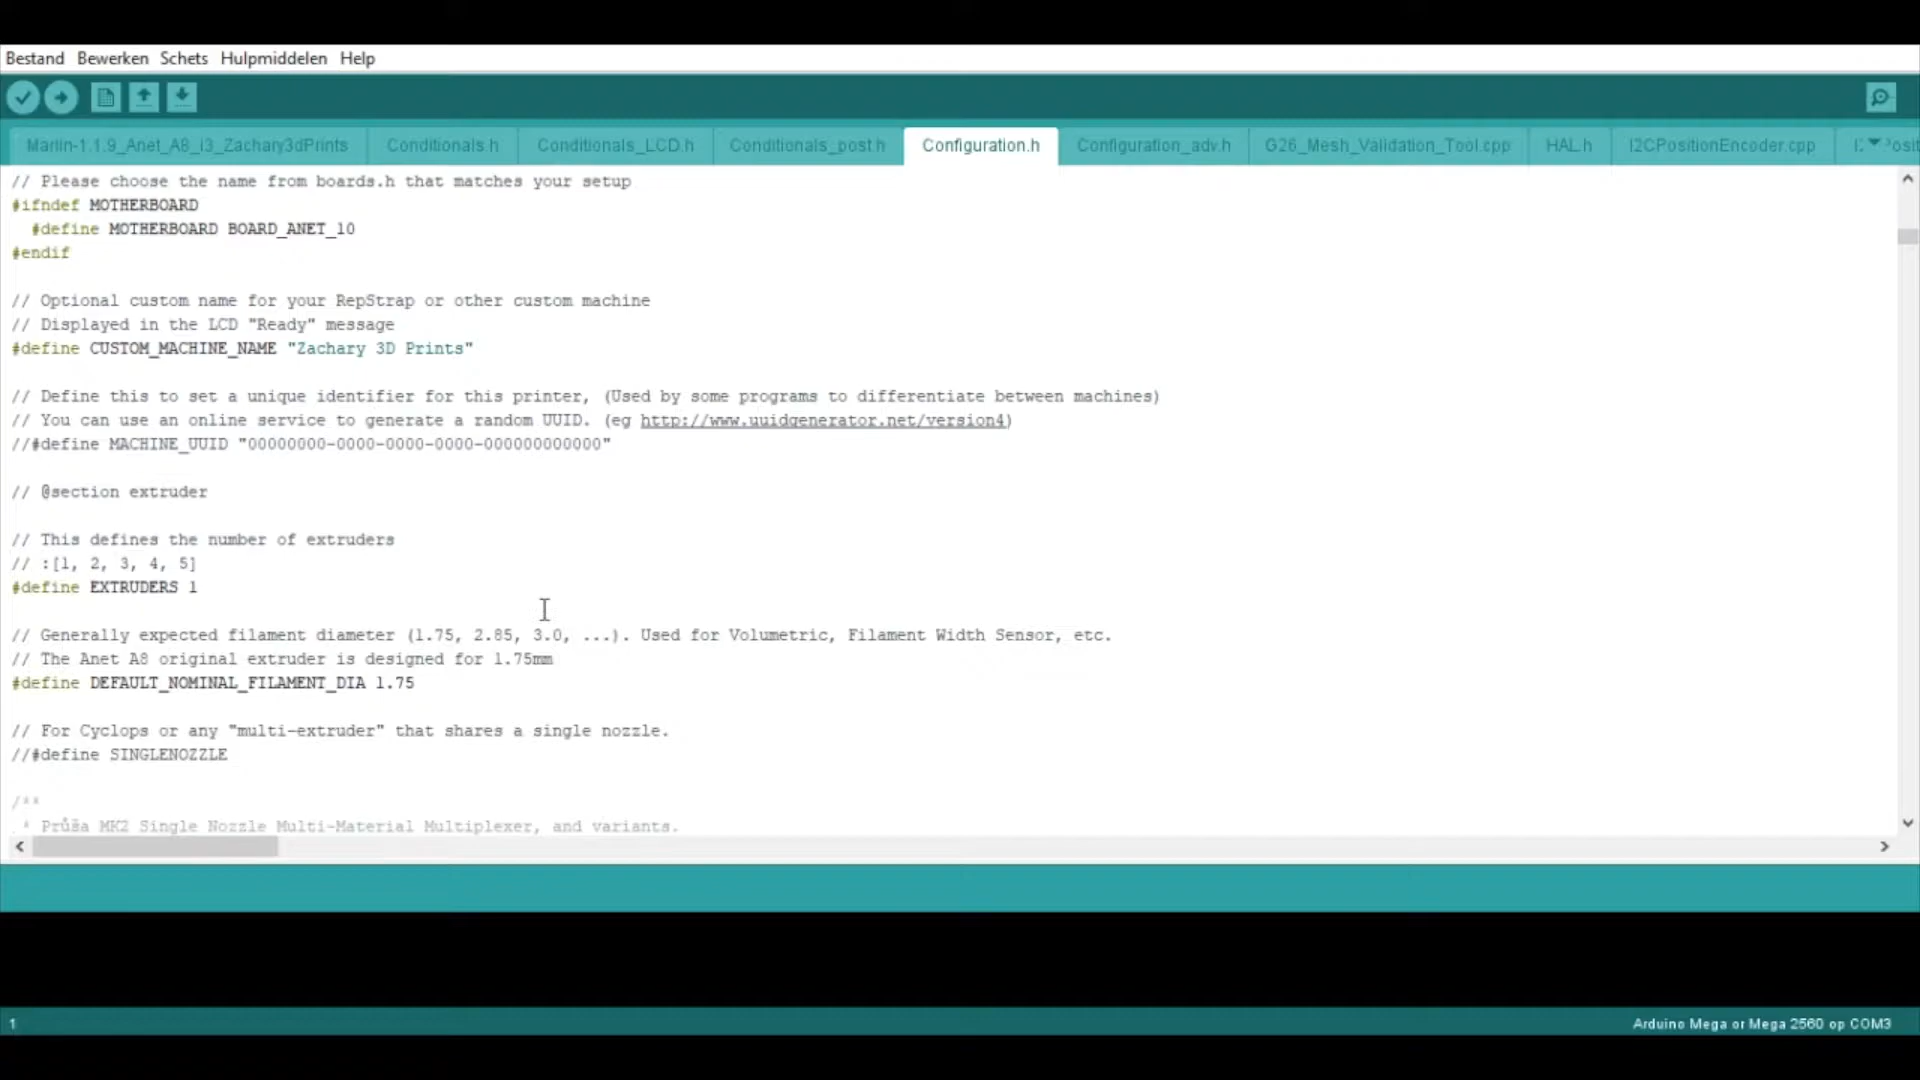 Bestand Bewerken Schets Hulpmiddelen Help
Marlin-1.1.9_Anet_A8_i3_Zachary3dPrints Conditionals.h Conditionals_LCD.h Conditionals_post.h Configuration.h Configuration_adv.h G26_Mesh_Validation_Tool.cpp HAL.h I2CPositionEncoder.cpp
// Please choose the name from boards.h that matches your setup
#ifndef MOTHERBOARD
#define MOTHERBOARD BOARD_ANET_10
#endif
// Optional custom name for your RepStrap or other custom machine
// Displayed in the LCD "Ready" message
#define CUSTOM_MACHINE_NAME "Zachary 3D Prints"
// Define this to set a unique identifier for this printer, (Used by some programs to differentiate between machines)
// You can use an online service to generate a random UUID. (eg http://www.uuidgenerator.net/version4)
//#define MACHINE_UUID "00000000-0000-0000-0000-000000000000"
// @section extruder
// This defines the number of extruders
// :[1, 2, 3, 4, 5]
#define EXTRUDERS 1
// Generally expected filament diameter (1.75, 2.85, 3.0, ...). Used for Volumetric, Filament Width Sensor, etc.
// The Anet A8 original extruder is designed for 1.75mm
#define DEFAULT_NOMINAL_FILAMENT_DIA 1.75
// For Cyclops or any "multi-extruder" that shares a single nozzle.
//#define SINGLENOZZLE
/**
* Průša MK2 Single Nozzle Multi-Material Multiplexer, and variants.
1 Arduino Mega or Mega 2560 op COM3